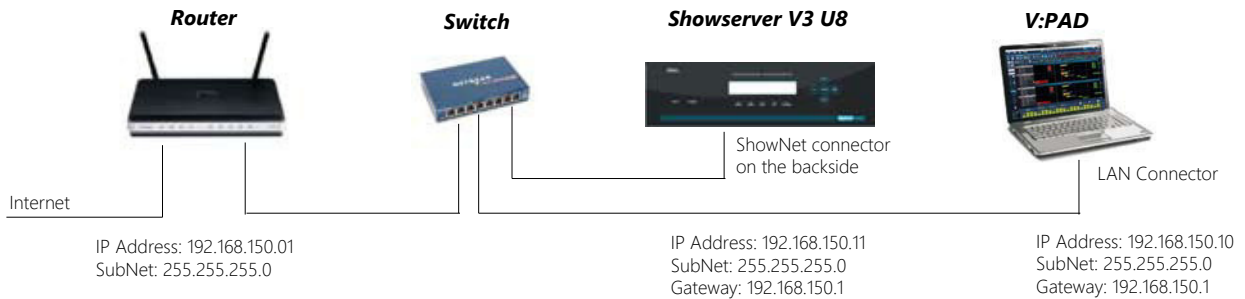 Router
Switch
Showserver V3 U8
V:PAD
NETGEAR
ShowNet connector
on the backside
LAN Connector
Internet
IP Address: 192.168.150.01
SubNet: 255.255.255.0
IP Address: 192.168.150.11
SubNet: 255.255.255.0
Gateway: 192.168.150.1
IP Address: 192.168.150.10
SubNet: 255.255.255.0
Gateway: 192.168.150.1